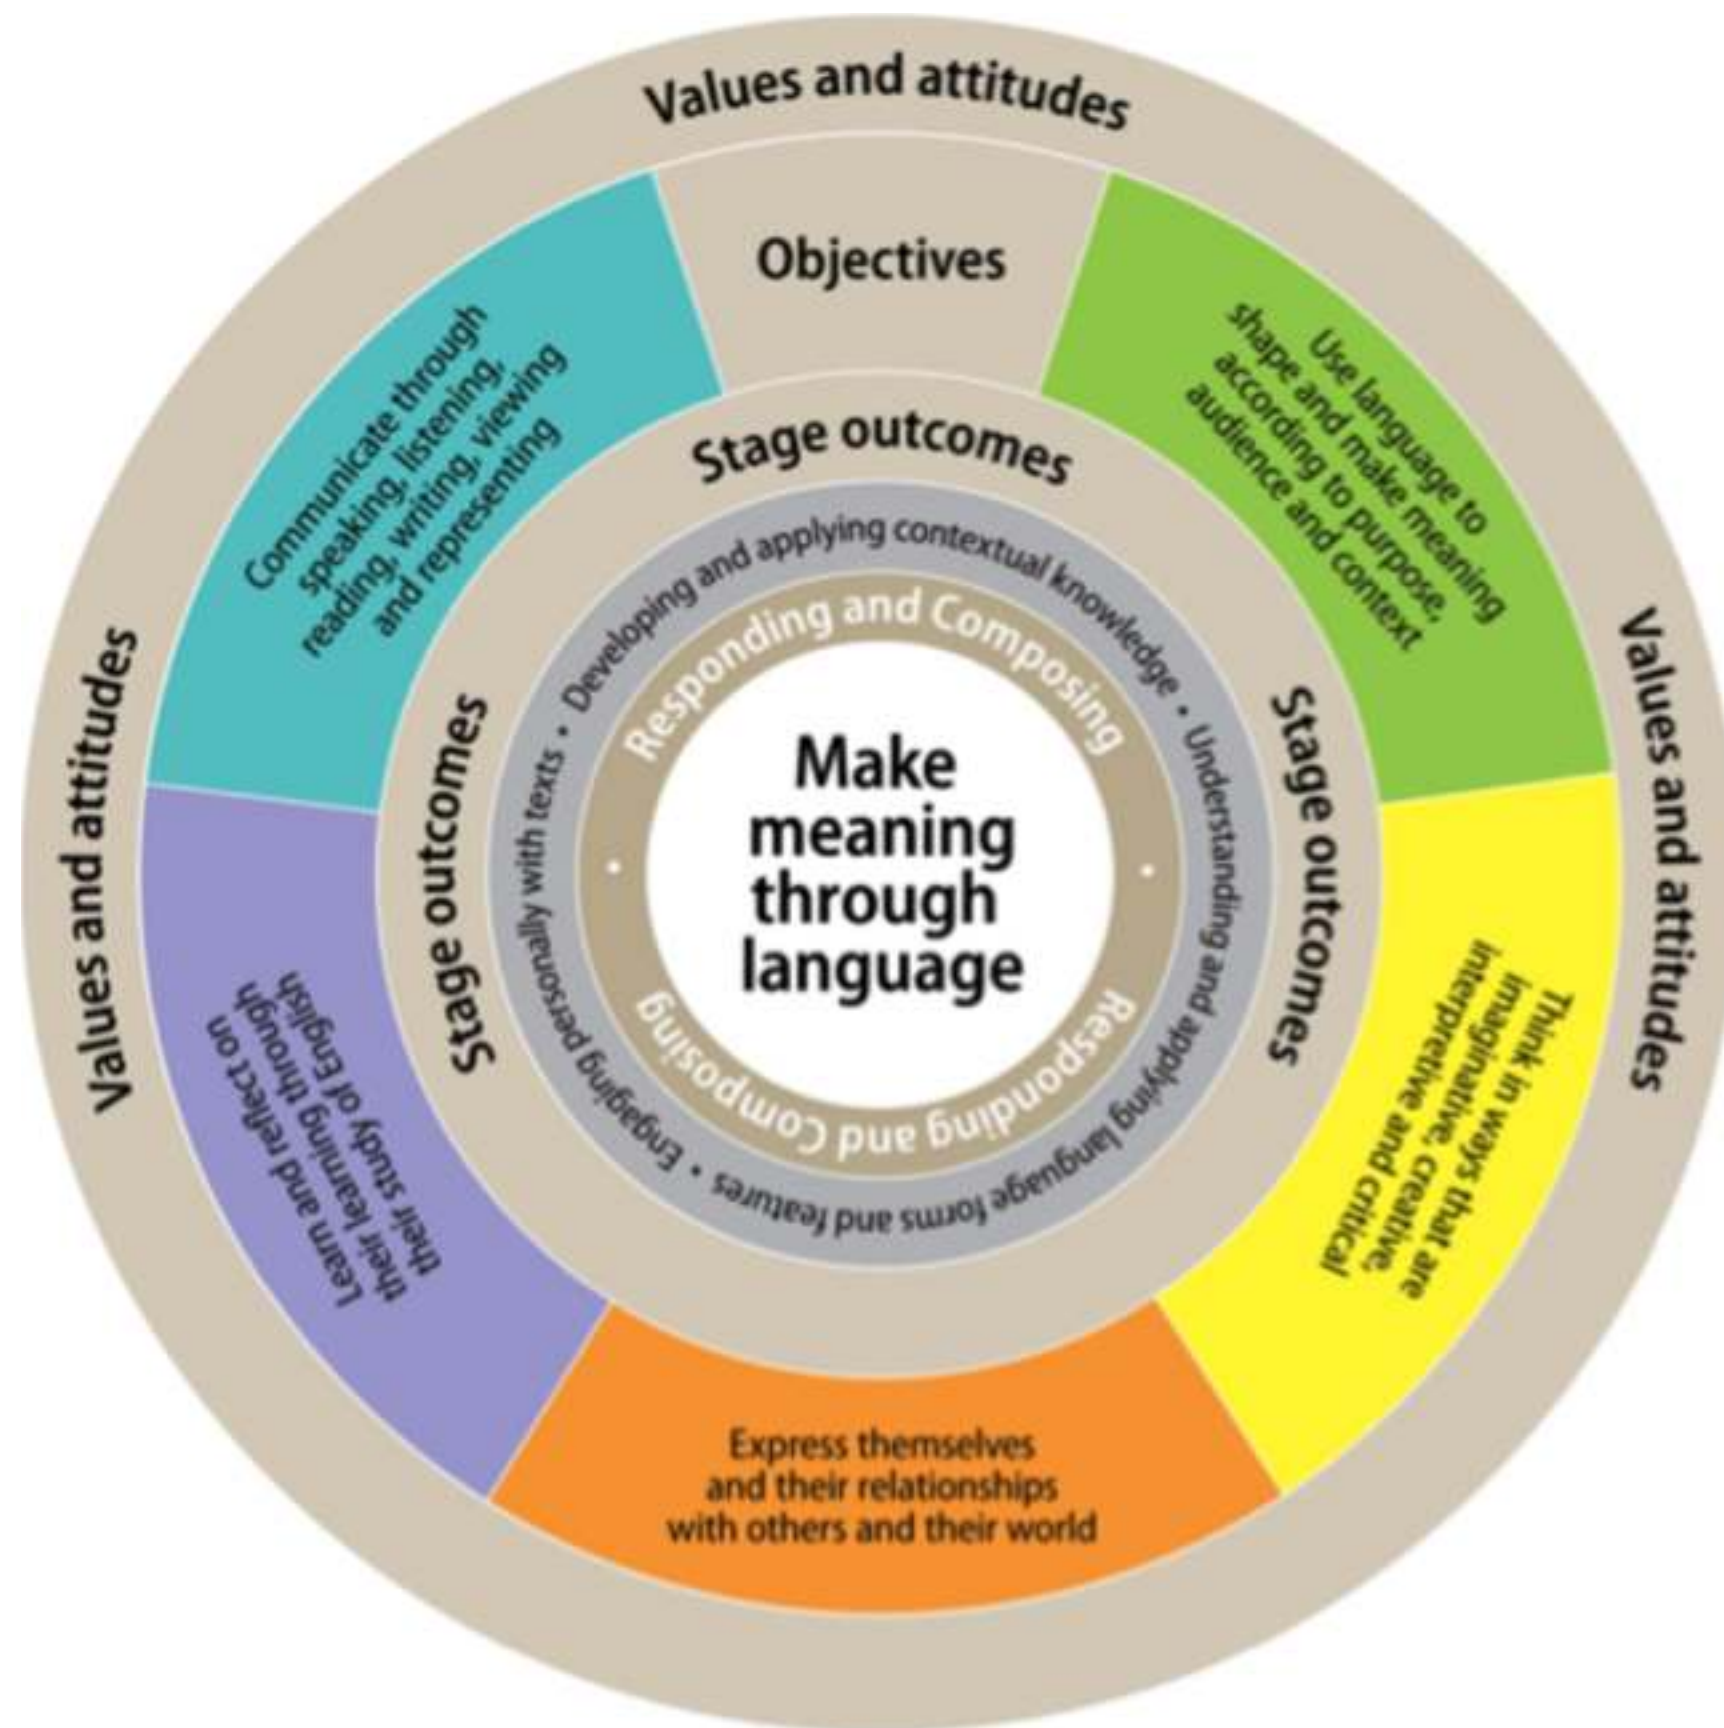 Values and attitudes
Objectives
Communicate through
speaking, listening,
reading, writing, viewing
and representing
Use language to
shape and make meaning
according to purpose,
audience and context
Think in ways that are
imaginative, creative,
interpretive and critical
Express themselves
and their relationships
with others and their world
Learn and reflect on
their learning through
their study of English
Values and attitudes
Values and attitudes
Stage outcomes
Stage outcomes
Stage outcomes
• Developing and applying contextual knowledge • Understanding and applying language forms and features • Engaging personally with texts
Responding and Composing
• Responding and Composing •
Make
meaning
through
language